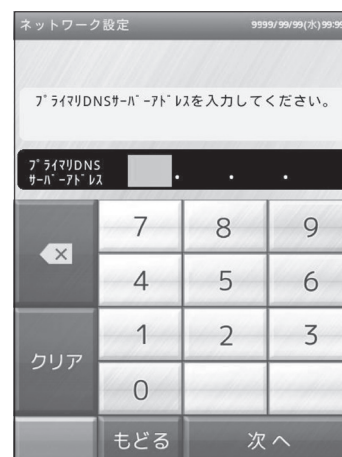 ネットワーク設定 9999/99/99(水)99:99
ﾌﾟﾗｲﾏﾘDNSｻｰﾊﾞｰｱﾄﾞﾚｽを入力してください。
ﾌﾟﾗｲﾏﾘDNS
ｻｰﾊﾞｰｱﾄﾞﾚｽ . . .
7 8 9
4 5 6
クリア 1 2 3
0
もどる 次へ